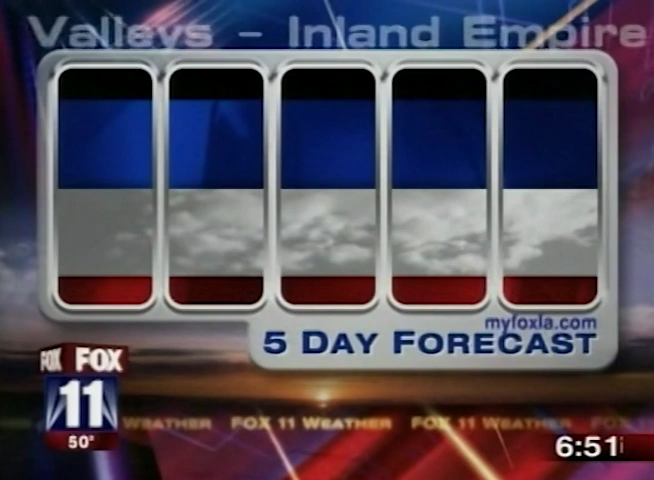 Valleys – Inland Empire
myfoxla.com
5 DAY FORECAST
FOX FOX
11
50°
WEATHER FOX 11 WEATHER FOX 11 WEATHER FOX
6:51